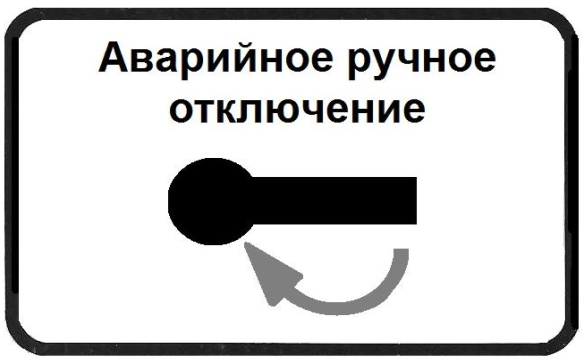 Аварийное ручное
отключение